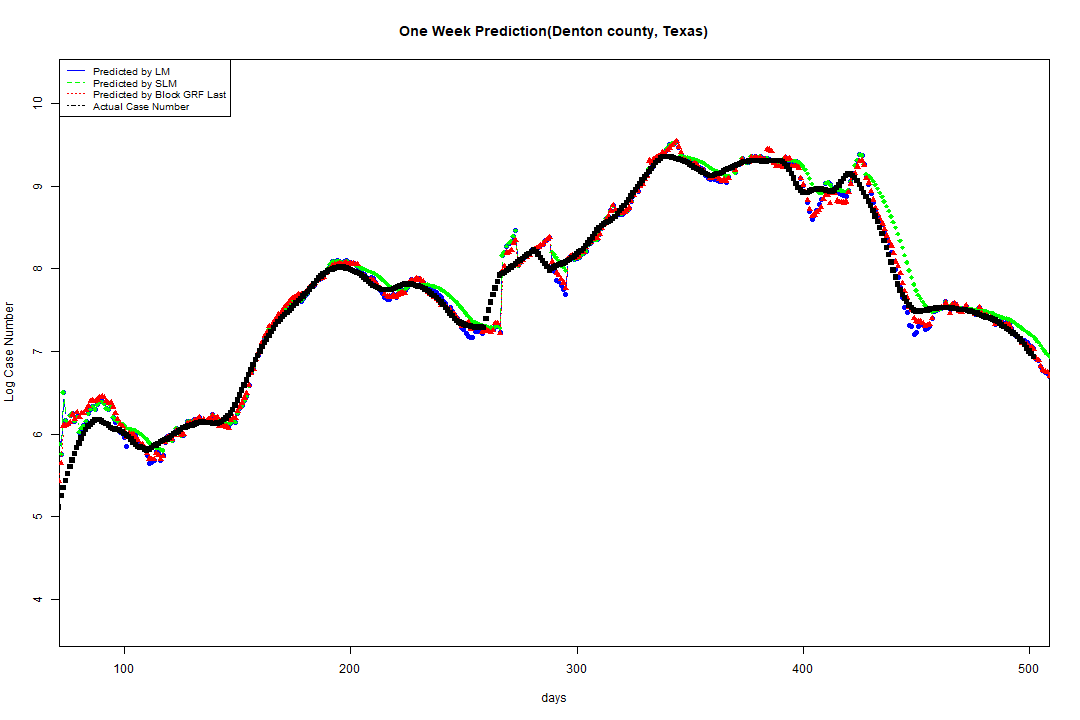 One Week Prediction(Denton county, Texas)
Predicted by LM
Predicted by SLM
Predicted by Block GRF Last
Actual Case Number
10
9
8
7
6
5
4
Log Case Number
100 200 300 400 500
days